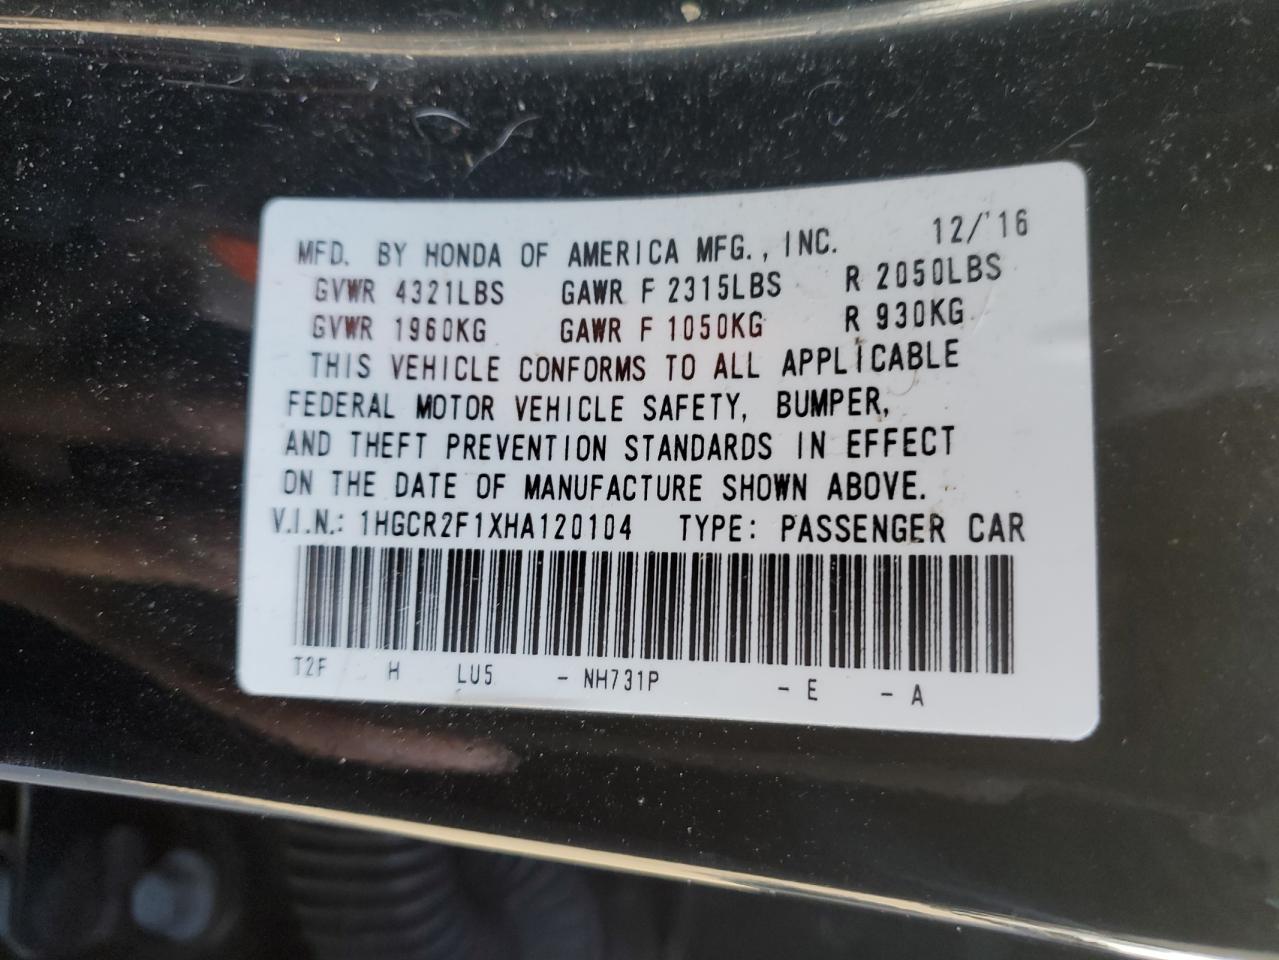 MFD. BY HONDA OF AMERICA MFG., INC. 12/'16
GVWR 4321LBS GAWR F 2315LBS R 2050LBS
GVWR 1960KG GAWR F 1050KG R 930KG
THIS VEHICLE CONFORMS TO ALL APPLICABLE
FEDERAL MOTOR VEHICLE SAFETY, BUMPER,
AND THEFT PREVENTION STANDARDS IN EFFECT
ON THE DATE OF MANUFACTURE SHOWN ABOVE.
V.I.N.: 1HGCR2F1XHA120104 TYPE: PASSENGER CAR
T2F H LU5 - NH731P - E - A